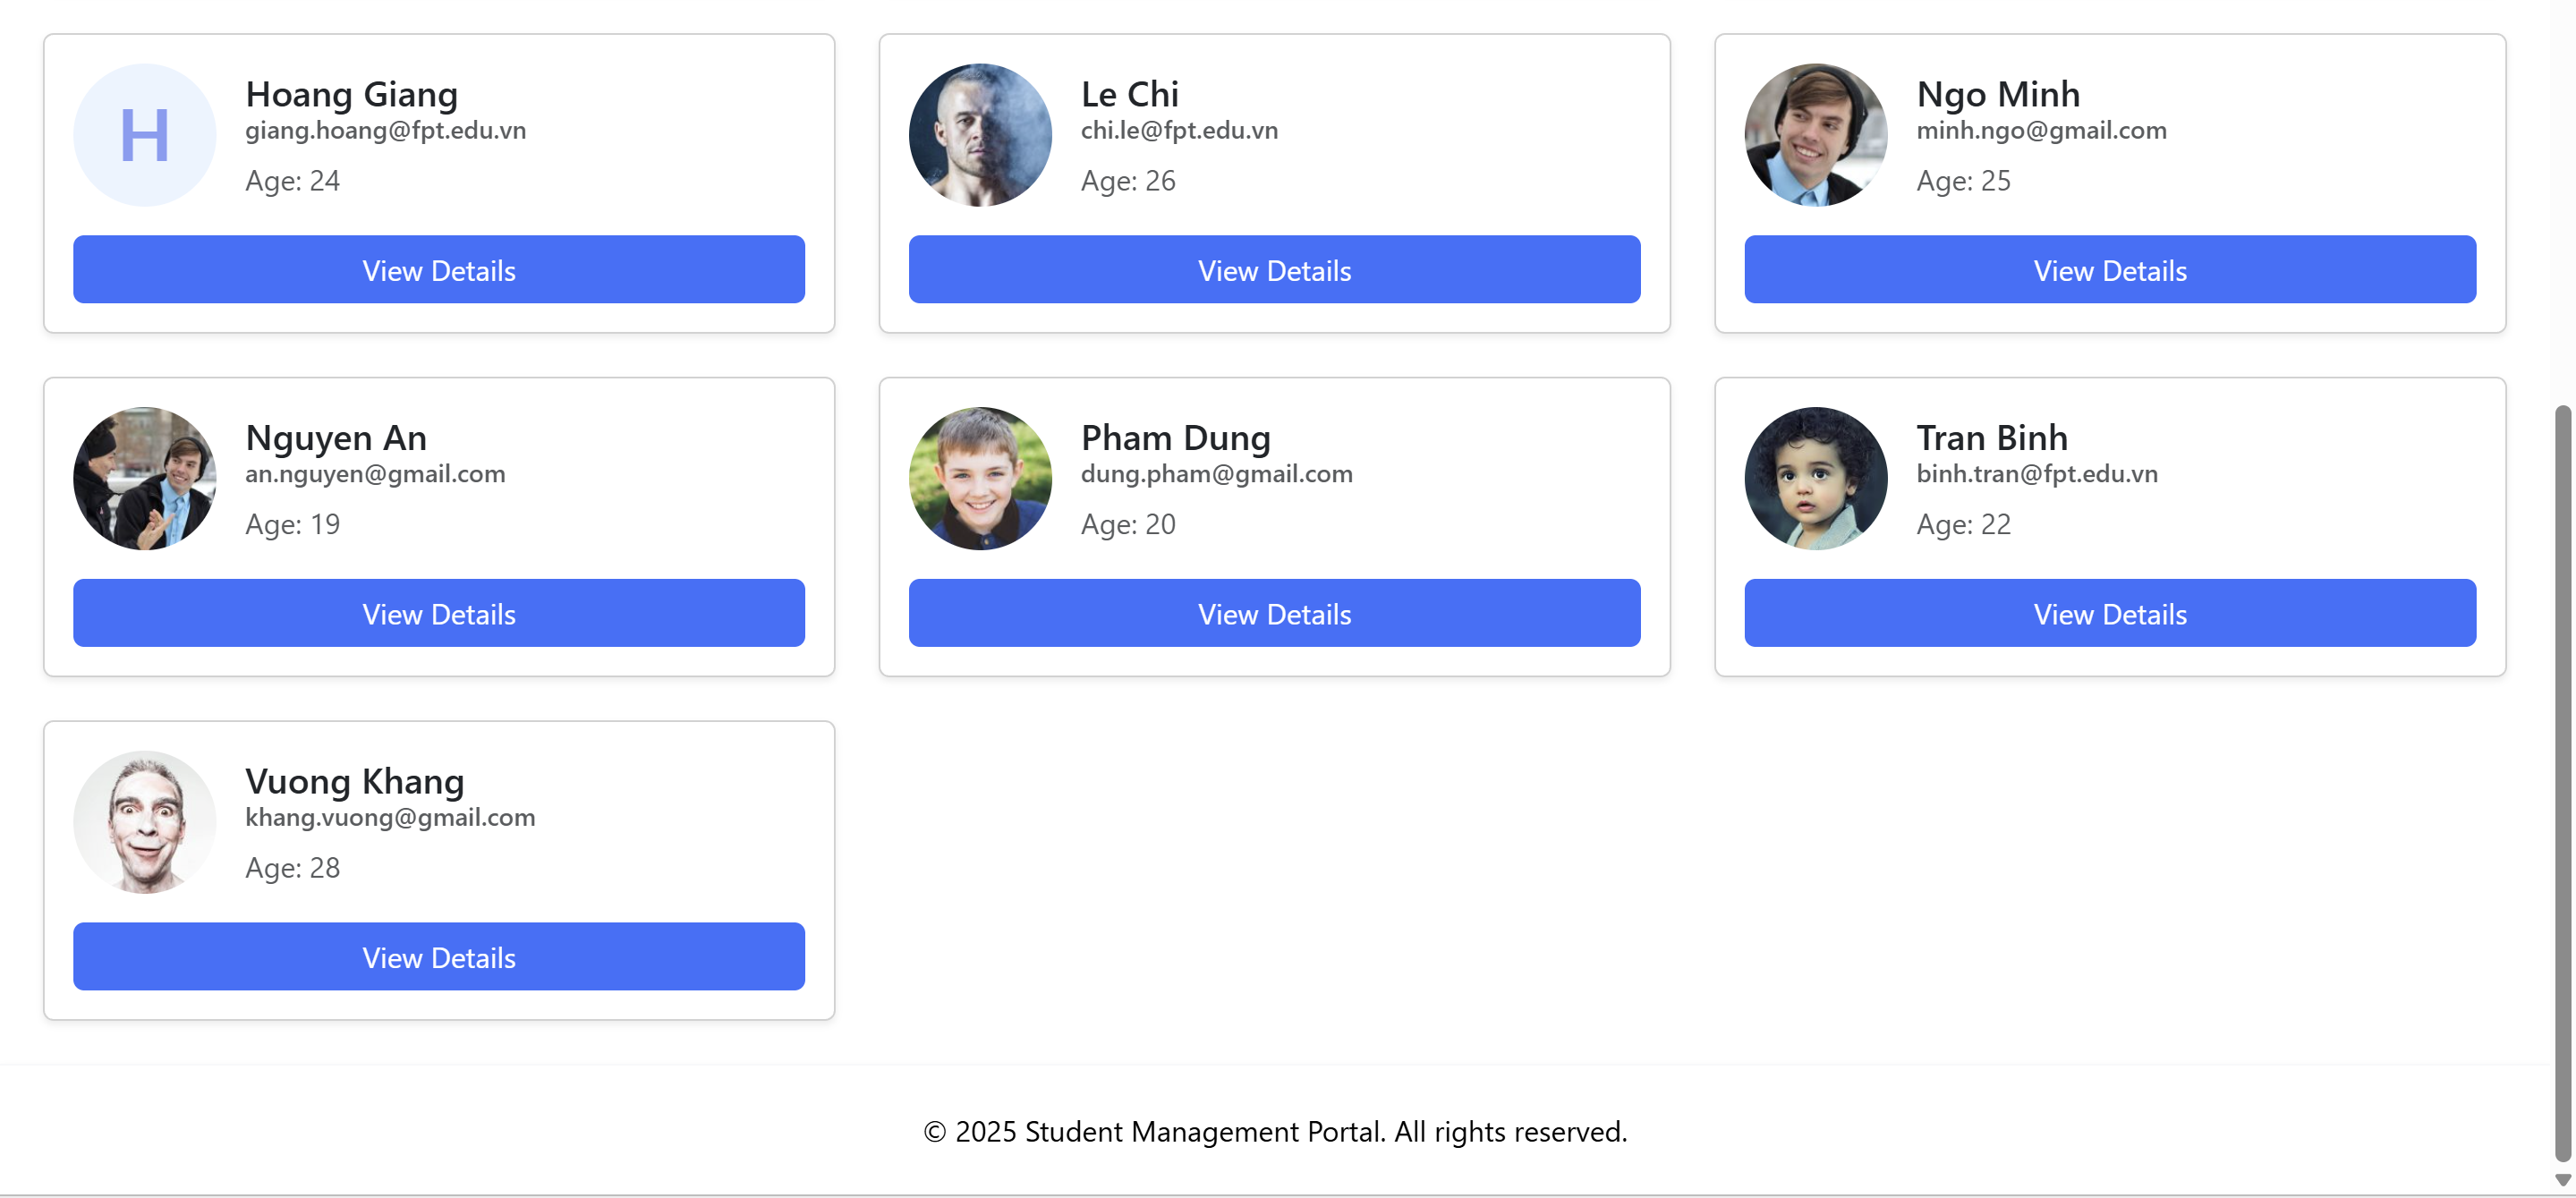 H
Hoang Giang
giang.hoang@fpt.edu.vn
Age: 24
View Details
Le Chi
chi.le@fpt.edu.vn
Age: 26
View Details
Ngo Minh
minh.ngo@gmail.com
Age: 25
View Details
Nguyen An
an.nguyen@gmail.com
Age: 19
View Details
Pham Dung
dung.pham@gmail.com
Age: 20
View Details
Tran Binh
binh.tran@fpt.edu.vn
Age: 22
View Details
Vuong Khang
khang.vuong@gmail.com
Age: 28
View Details
© 2025 Student Management Portal. All rights reserved.